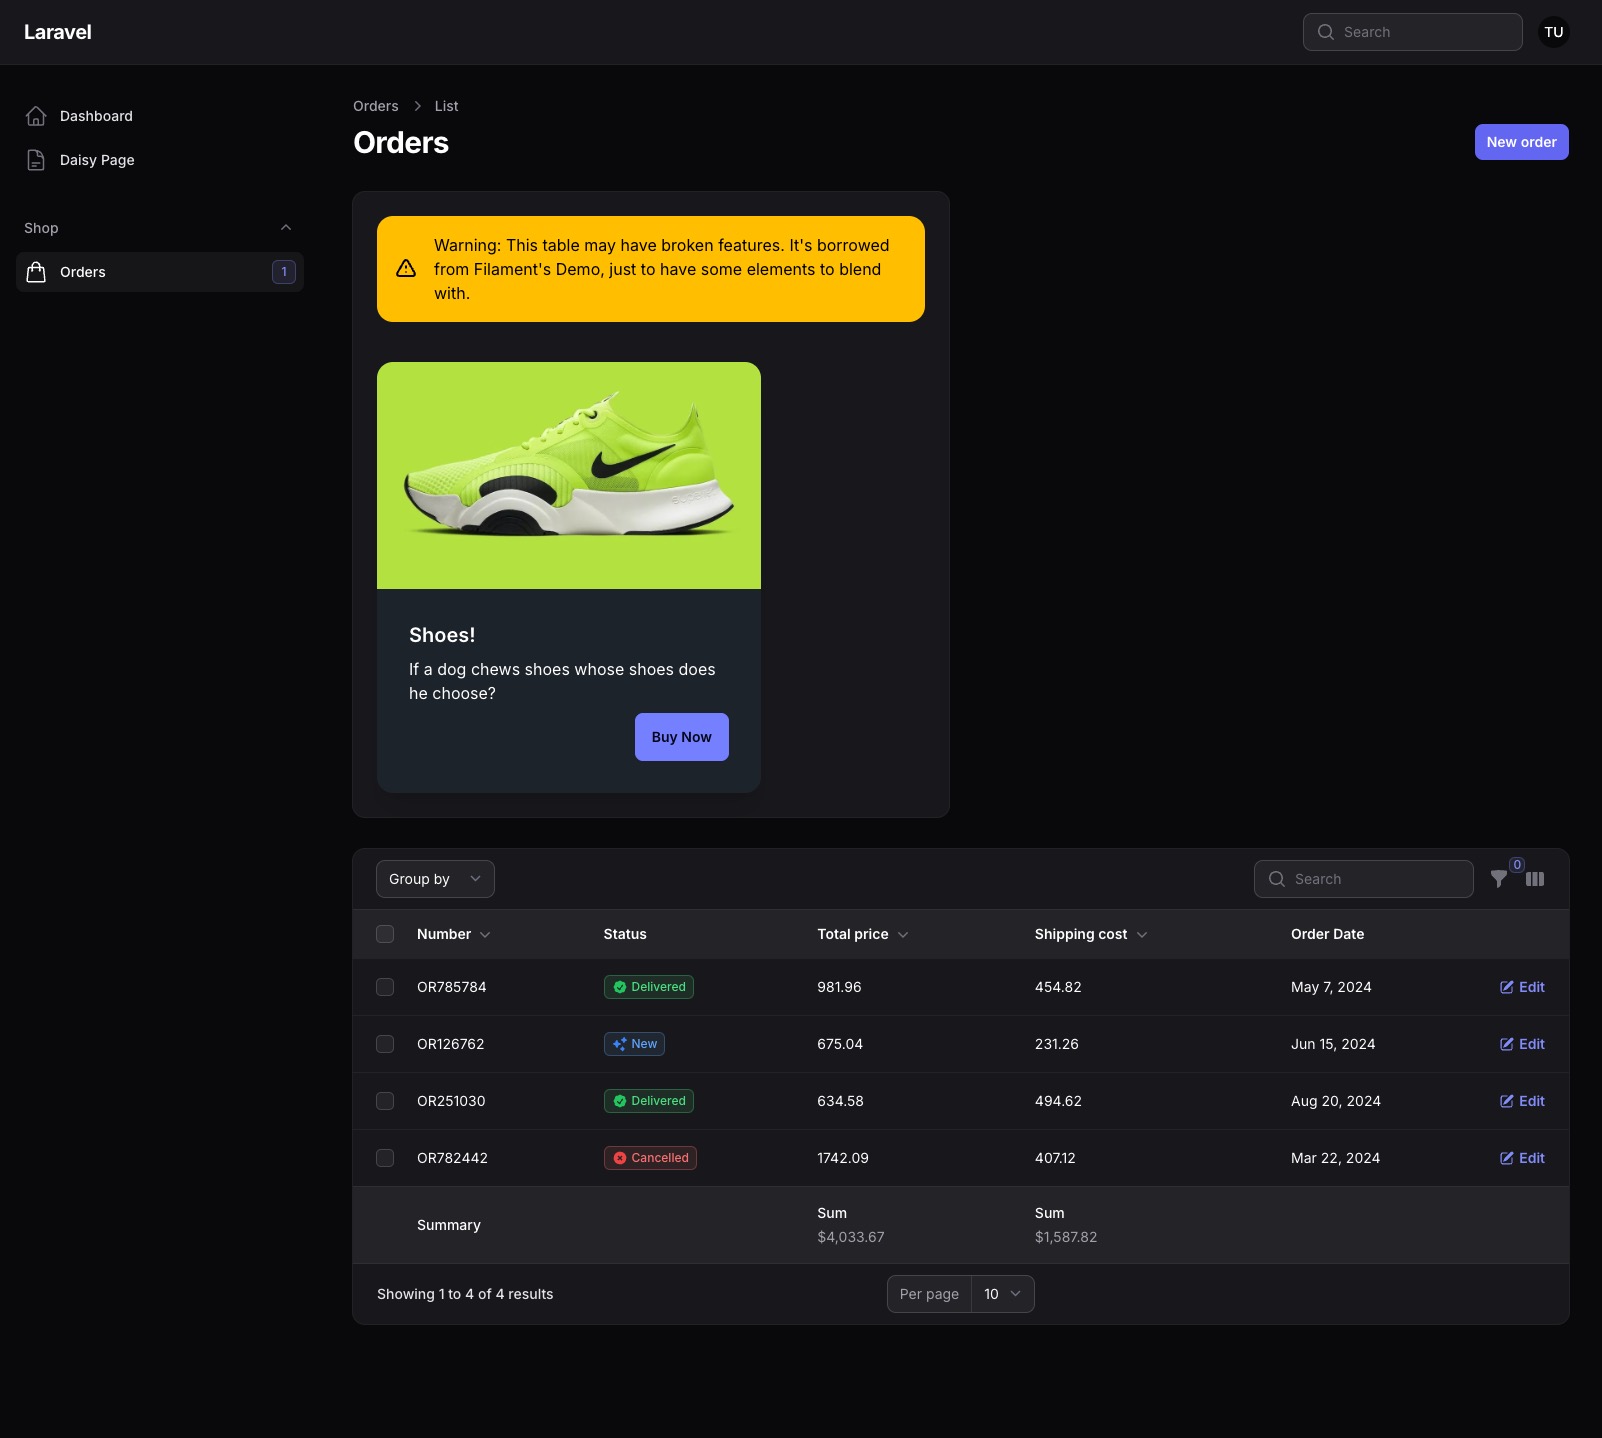 Laravel
Search
TU
Dashboard
Daisy Page
Shop
Orders 1
Orders List
Orders
New order
Warning: This table may have broken features. It's borrowed
from Filament's Demo, just to have some elements to blend
with.
Shoes!
If a dog chews shoes whose shoes does
he choose?
Buy Now
Group by
Search
0
Number Status Total price Shipping cost Order Date
OR785784 Delivered 981.96 454.82 May 7, 2024 Edit
OR126762 New 675.04 231.26 Jun 15, 2024 Edit
OR251030 Delivered 634.58 494.62 Aug 20, 2024 Edit
OR782442 Cancelled 1742.09 407.12 Mar 22, 2024 Edit
Summary
Sum Sum
$4,033.67 $1,587.82
Showing 1 to 4 of 4 results Per page 10